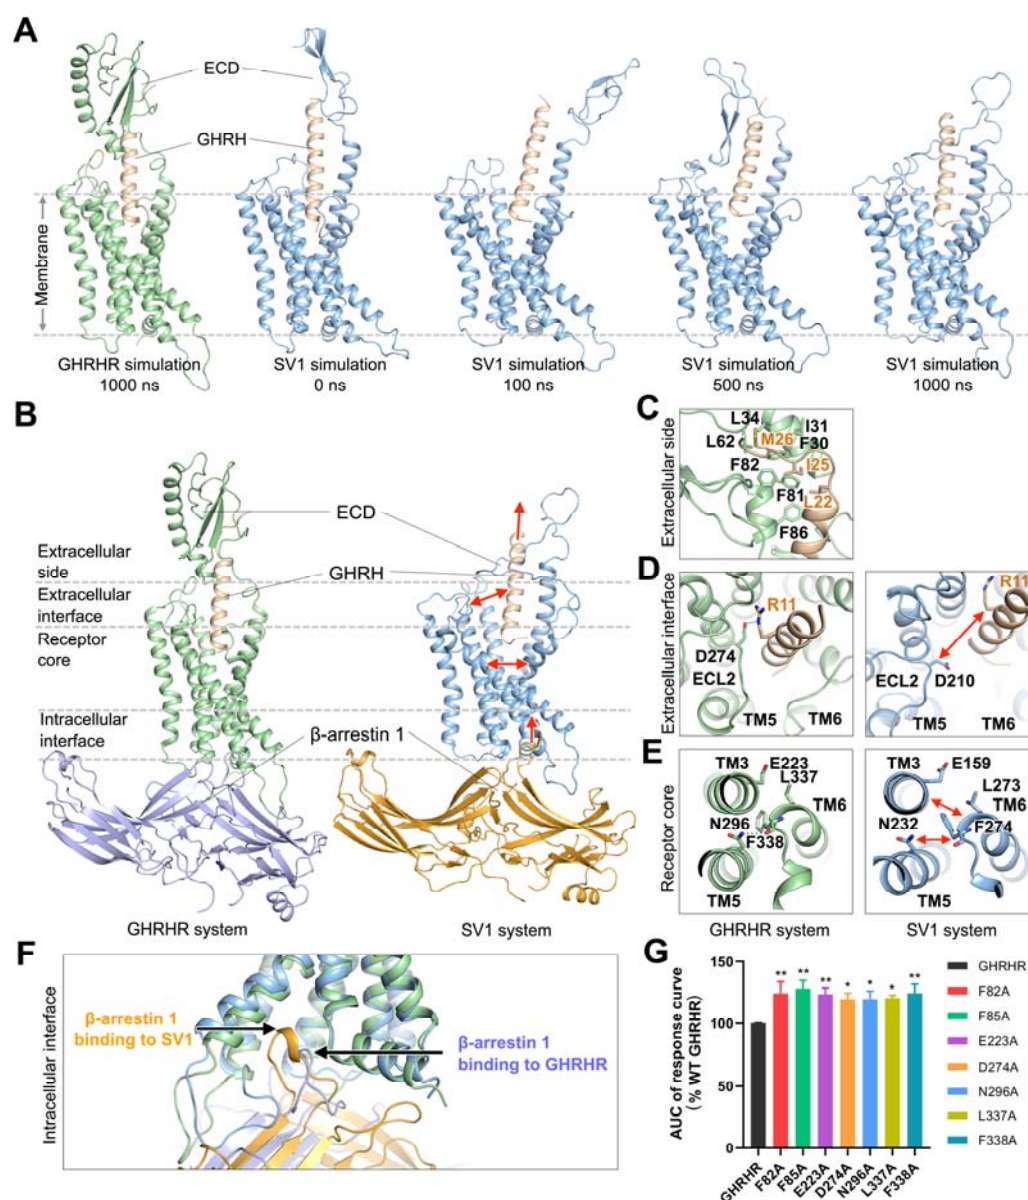 A
ECD
GHRH
Membrane
GHRHR simulation
1000 ns
SV1 simulation
0 ns
SV1 simulation
100 ns
SV1 simulation
500 ns
SV1 simulation
1000 ns
B
ECD
Extracellular
side
GHRH
Extracellular
interface
Receptor
core
Intracellular
interface
β-arrestin 1
GHRHR system
SV1 system
C
Extracellular side
L34
I31
L62
M26
F30
F82
I25
F81
L22
F86
D
Extracellular interface
R11
D274
ECL2
TM5
TM6
R11
ECL2
D210
TM5
TM6
E
Receptor core
TM3
E223
L337
TM6
N296
F338
TM5
GHRHR system
TM3
E159
L273
TM6
N232
F274
TM5
SV1 system
F
Intracellular interface
β-arrestin 1
binding to SV1
β-arrestin 1
binding to GHRHR
G
AUC of response curve
(% WT GHRHR)
150
100
50
0
** ** ** * * * **
GHRHR
F82A
F85A
E223A
D274A
N296A
L337A
F338A
GHRHR
F82A
F85A
E223A
D274A
N296A
L337A
F338A